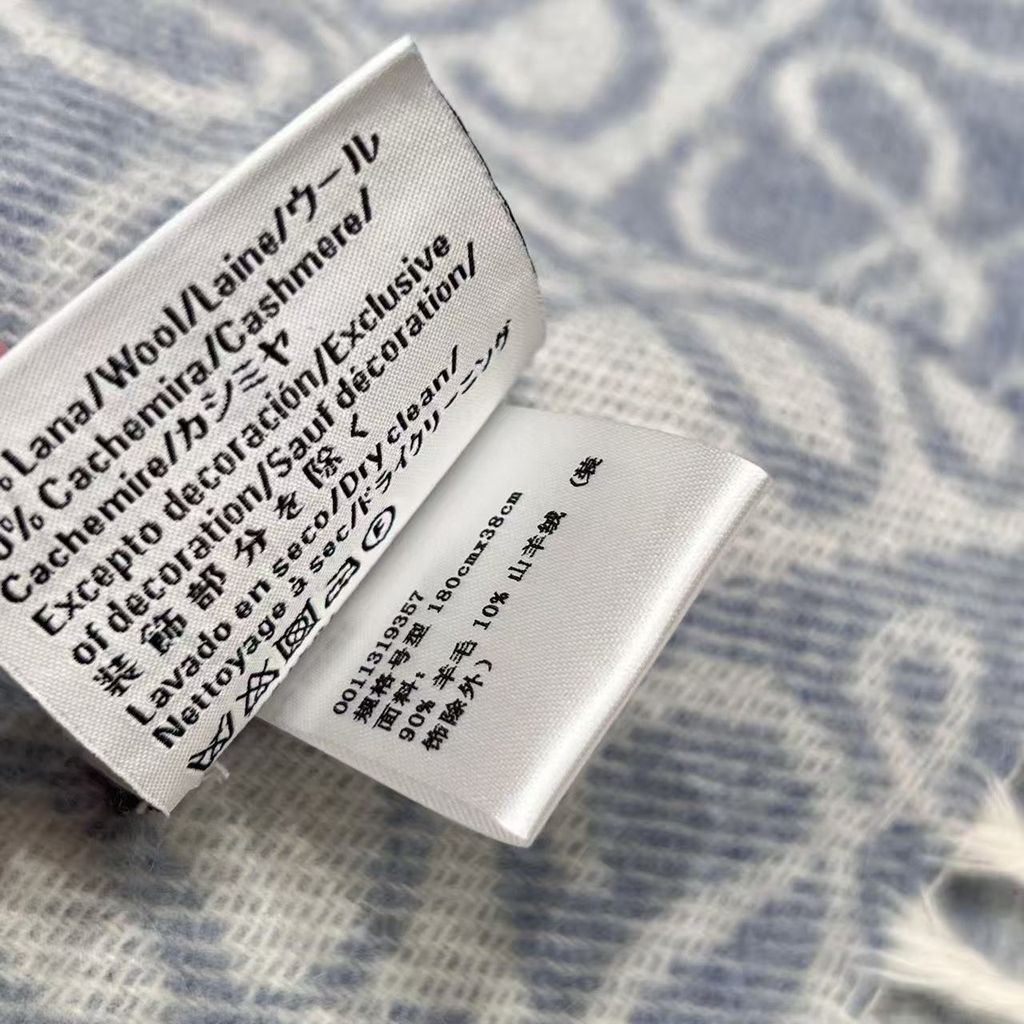 % Lana/Wool/Laine/ウール
0% Cachemira/Cashmere/
Cachemire/カシミヤ
Excepto decoración/Exclusive
of decoration/Sauf décoration/
装飾部分を除く
Lavado en seco/Dry clean/
Nettoyage à sec/ドライクリーニング
F
0011319357
规格号型 180cmx38cm
面料:
90% 羊毛 10% 山羊绒 (装
饰除外)